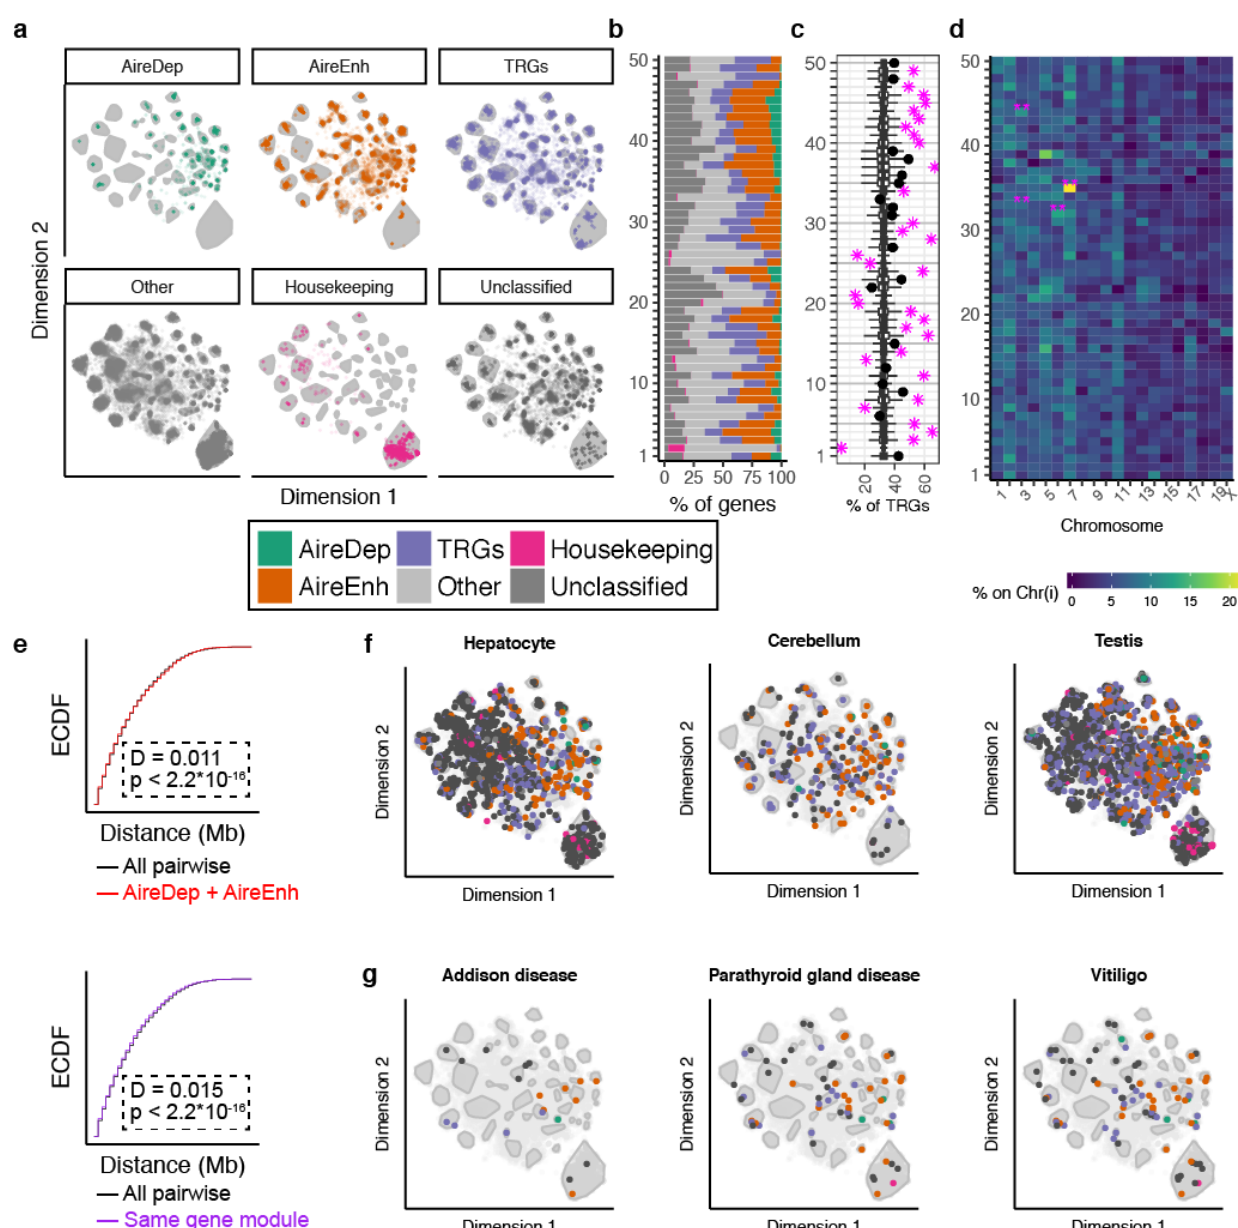 a
AireDep
AireEnh
TRGs
Other
Housekeeping
Unclassified
Dimension 2
Dimension 1
b
50
40
30
20
10
1
0 25 50 75 100
% of genes
c
50
40
30
20
10
1
20 40 60
% of TRGs
d
50
40
30
20
10
1
1 3 5 7 9 11 13 15 17 19 X
Chromosome
% on Chr(i)
0 5 10 15 20
AireDep TRGs Housekeeping
AireEnh Other Unclassified
e
ECDF
D = 0.011
p < 2.2*10-16
Distance (Mb)
All pairwise
AireDep + AireEnh
ECDF
D = 0.015
p < 2.2*10-16
Distance (Mb)
All pairwise
Same gene module
f
Hepatocyte
Dimension 2
Dimension 1
Cerebellum
Dimension 2
Dimension 1
Testis
Dimension 2
Dimension 1
g
Addison disease
Dimension 2
Dimension 1
Parathyroid gland disease
Dimension 2
Dimension 1
Vitiligo
Dimension 2
Dimension 1